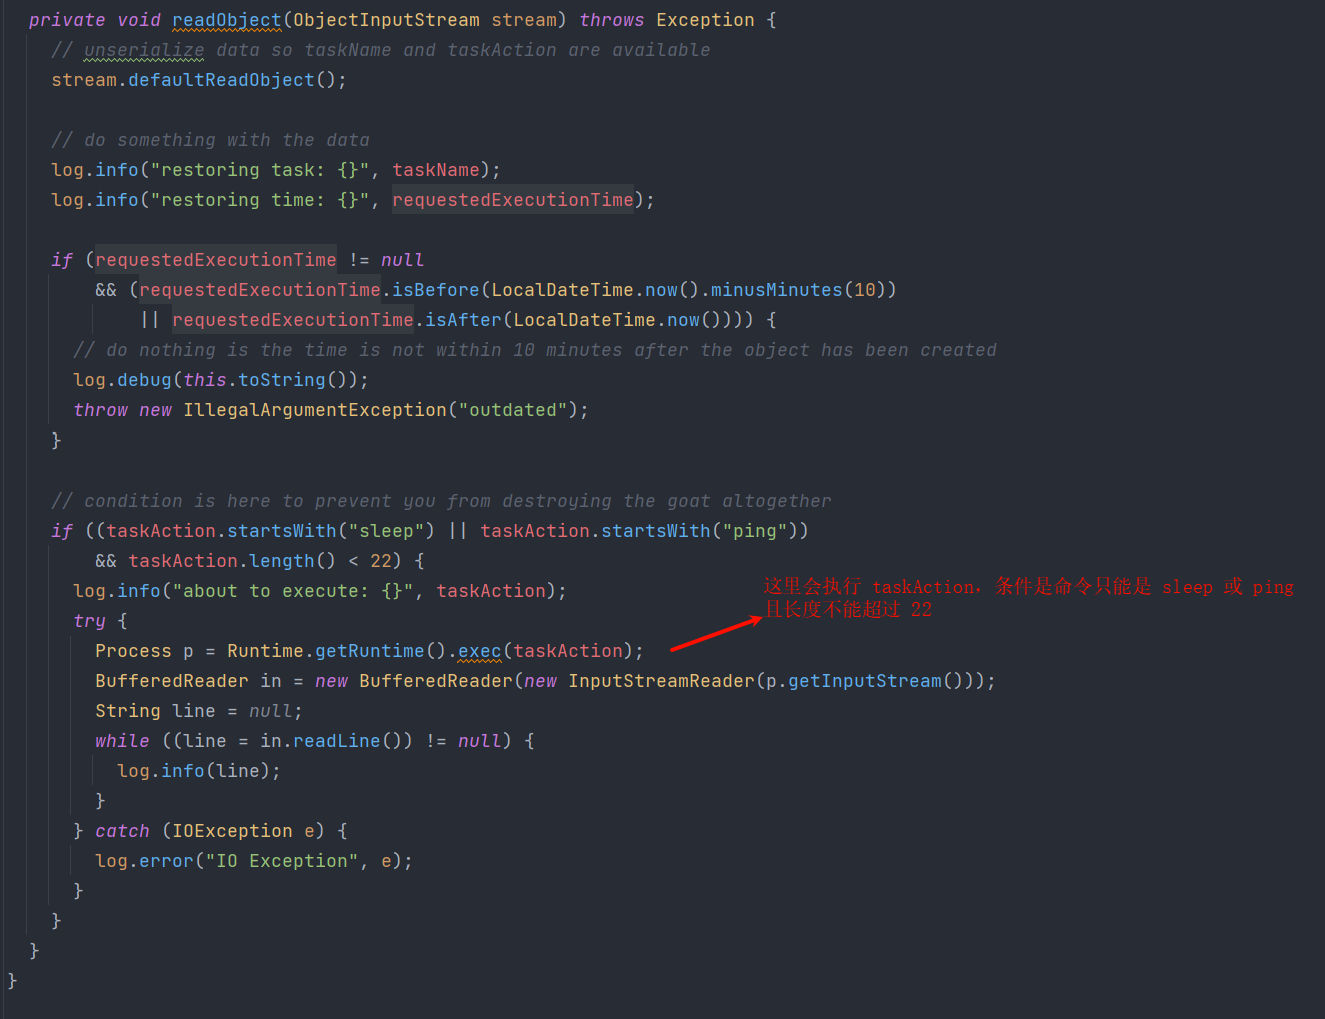 private void readObject(ObjectInputStream stream) throws Exception {
// unserialize data so taskName and taskAction are available
stream.defaultReadObject();
// do something with the data
log.info("restoring task: {}", taskName);
log.info("restoring time: {}", requestedExecutionTime);
if (requestedExecutionTime != null
&& (requestedExecutionTime.isBefore(LocalDateTime.now().minusMinutes(10))
|| requestedExecutionTime.isAfter(LocalDateTime.now()))) {
// do nothing is the time is not within 10 minutes after the object has been created
log.debug(this.toString());
throw new IllegalArgumentException("outdated");
}
// condition is here to prevent you from destroying the goat altogether
if ((taskAction.startsWith("sleep") || taskAction.startsWith("ping"))
&& taskAction.length() < 22) {
log.info("about to execute: {}", taskAction);
这里会执行 taskAction，条件是命令只能是 sleep 或 ping
且长度不能超过 22
try {
Process p = Runtime.getRuntime().exec(taskAction);
BufferedReader in = new BufferedReader(new InputStreamReader(p.getInputStream()));
String line = null;
while ((line = in.readLine()) != null) {
log.info(line);
}
} catch (IOException e) {
log.error("IO Exception", e);
}
}
}
}